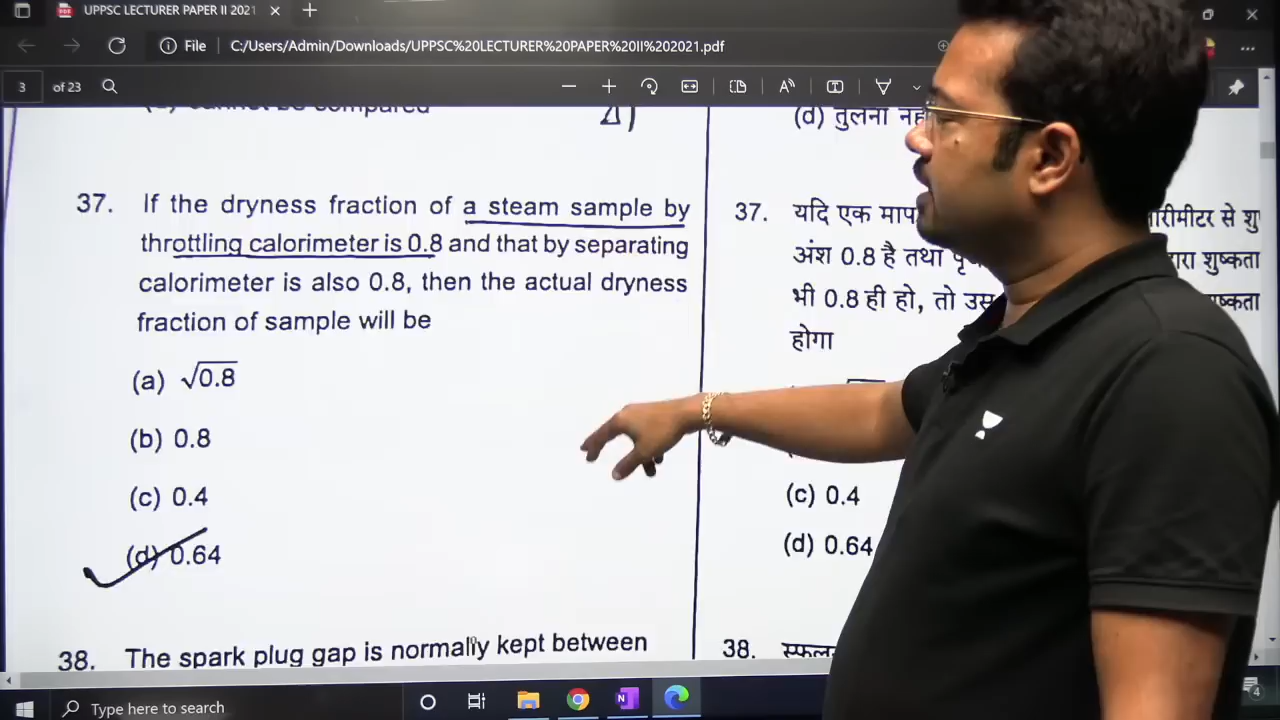 UPPSC LECTURER PAPER II 2021
File
C:/Users/Admin/Downloads/UPPSC%20LECTURER%20PAPER%20II%202021.pdf
3 of 23
cannot be compared
(d) तुलना
37. If the dryness fraction of a steam sample by
throttling calorimeter is 0.8 and that by separating
calorimeter is also 0.8, then the actual dryness
fraction of sample will be
(a) √0.8
(b) 0.8
(c) 0.4
(d) 0.64
38. The spark plug gap is normally kept between
37. यदि एक
अंश 0.8 है तथा
भी 0.8 ही हो, तो
होगा
(c) 0.4
(d) 0.64
38.
Type here to search
4